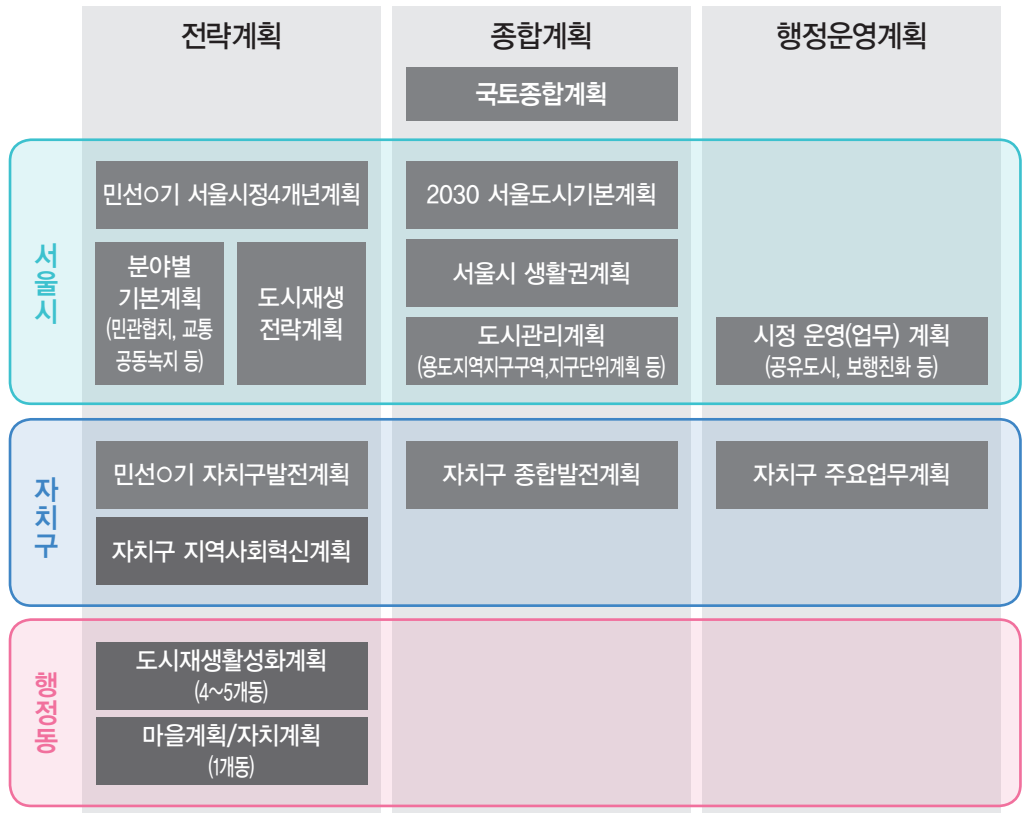 전략계획
종합계획
행정운영계획
국토종합계획
서울시
민선○기 서울시정4개년계획
2030 서울도시기본계획
분야별
기본계획
(민관협치, 교통
공동녹지 등)
도시재생
전략계획
서울시 생활권계획
도시관리계획
(용도지역지구구역,지구단위계획 등)
시정 운영(업무) 계획
(공유도시, 보행친화 등)
자치구
민선○기 자치구발전계획
자치구 종합발전계획
자치구 주요업무계획
자치구 지역사회혁신계획
행정동
도시재생활성화계획
(4~5개동)
마을계획/자치계획
(1개동)